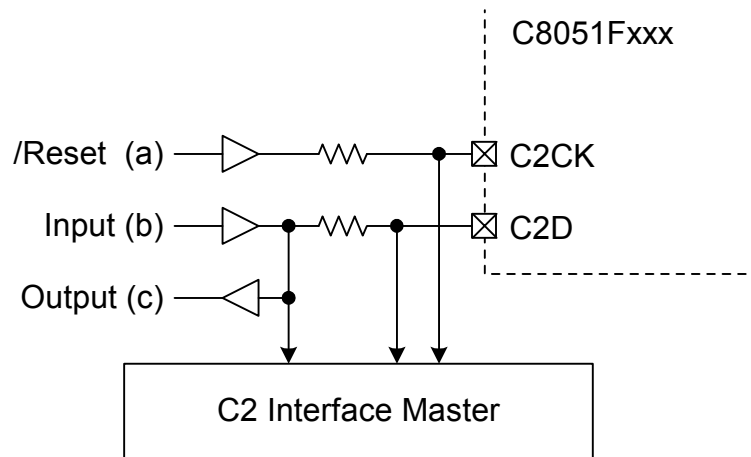 C8051Fxxx
/Reset (a)
C2CK
Input (b)
C2D
Output (c)
C2 Interface Master